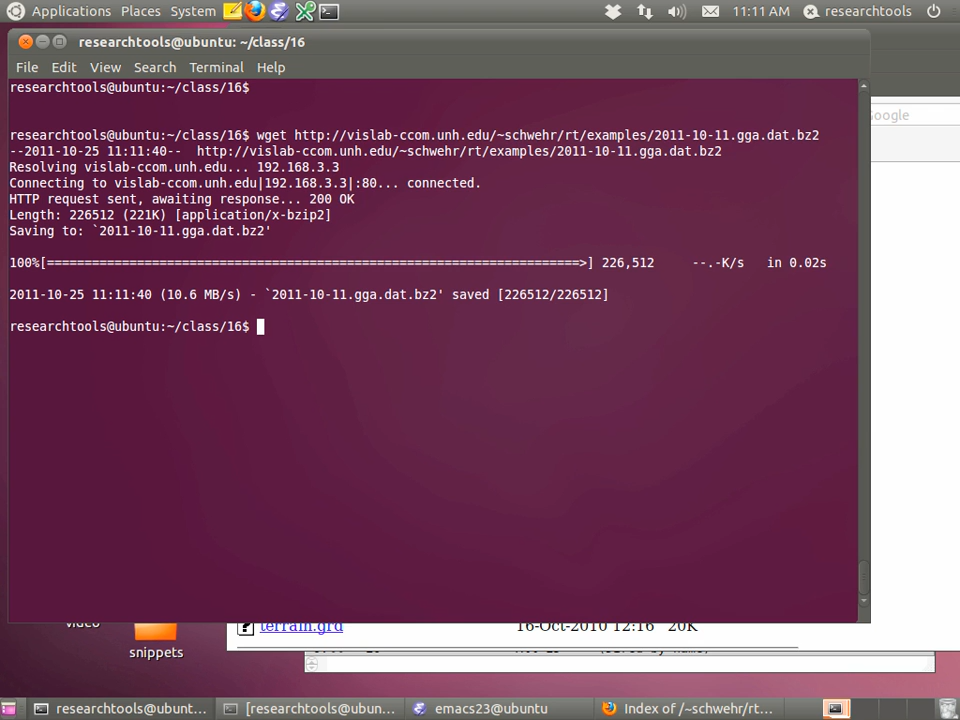 Applications Places System 11:11 AM researchtools
researchtools@ubuntu: ~/class/16
File Edit View Search Terminal Help
researchtools@ubuntu:~/class/16$
oogle
researchtools@ubuntu:~/class/16$ wget http://vislab-ccom.unh.edu/~schwehr/rt/examples/2011-10-11.gga.dat.bz2
--2011-10-25 11:11:40-- http://vislab-ccom.unh.edu/~schwehr/rt/examples/2011-10-11.gga.dat.bz2
Resolving vislab-ccom.unh.edu... 192.168.3.3
Connecting to vislab-ccom.unh.edu|192.168.3.3|:80... connected.
HTTP request sent, awaiting response... 200 OK
Length: 226512 (221K) [application/x-bzip2]
Saving to: `2011-10-11.gga.dat.bz2'
100%[======================================================================>] 226,512 --.-K/s in 0.02s
2011-10-25 11:11:40 (10.6 MB/s) - `2011-10-11.gga.dat.bz2' saved [226512/226512]
researchtools@ubuntu:~/class/16$
video
terrain.grd 16-Oct-2010 12:16 20K
snippets
researchtools@ubunt... [researchtools@ubun... emacs23@ubuntu Index of /~schwehr/rt...